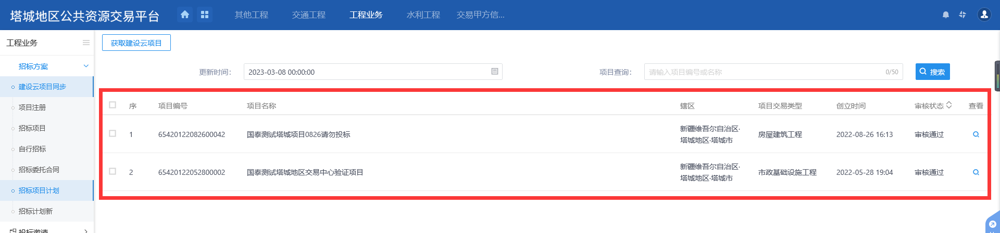 塔城地区公共资源交易平台 其他工程 交通工程 工程业务 水利工程 交易甲方信...
工程业务
获取建设云项目
招标方案
更新时间: 2023-03-08 00:00:00 项目查询: 请输入项目编号或名称 0/50 搜索
建设云项目同步
项目注册
招标项目
自行招标
招标委托合同
招标项目计划
招标计划新
投标邀请
序 项目编号 项目名称 辖区 项目交易类型 创立时间 审核状态 查看
1 65420122082600042 国泰测试塔城项目0826请勿投标 新疆维吾尔自治区·
塔城地区·塔城市 房屋建筑工程 2022-08-26 16:13 审核通过
2 65420122052800002 国泰测试塔城地区交易中心验证项目 新疆维吾尔自治区·
塔城地区·塔城市 市政基础设施工程 2022-05-28 19:04 审核通过